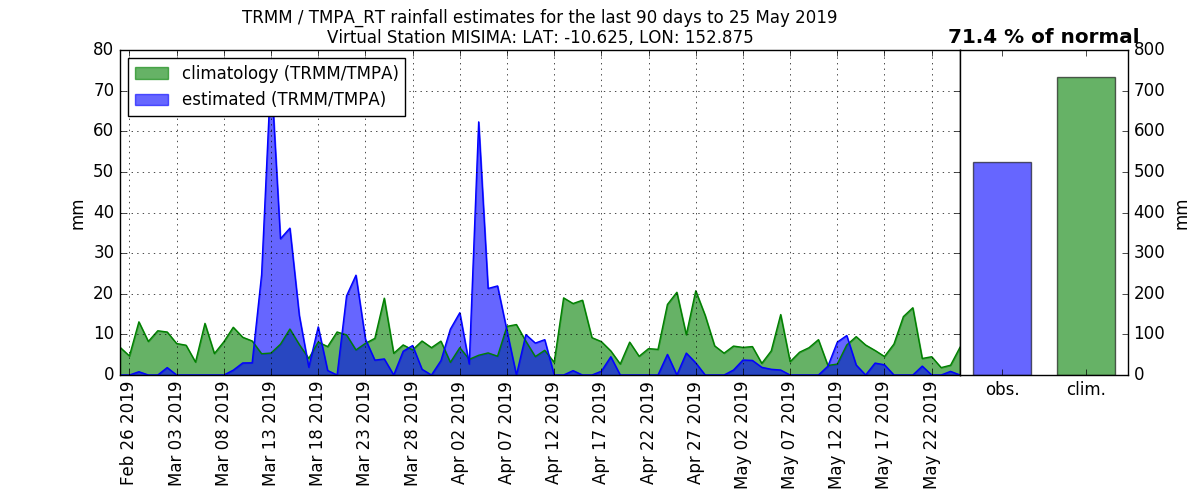 TRMM / TMPA_RT rainfall estimates for the last 90 days to 25 May 2019
Virtual Station MISIMA: LAT: -10.625, LON: 152.875
71.4 % of normal
climatology (TRMM/TMPA)
estimated (TRMM/TMPA)
80
70
60
50
40
30
20
10
0
mm
Feb 26 2019
Mar 03 2019
Mar 08 2019
Mar 13 2019
Mar 18 2019
Mar 23 2019
Mar 28 2019
Apr 02 2019
Apr 07 2019
Apr 12 2019
Apr 17 2019
Apr 22 2019
Apr 27 2019
May 02 2019
May 07 2019
May 12 2019
May 17 2019
May 22 2019
obs.
clim.
800
700
600
500
400
300
200
100
0
mm